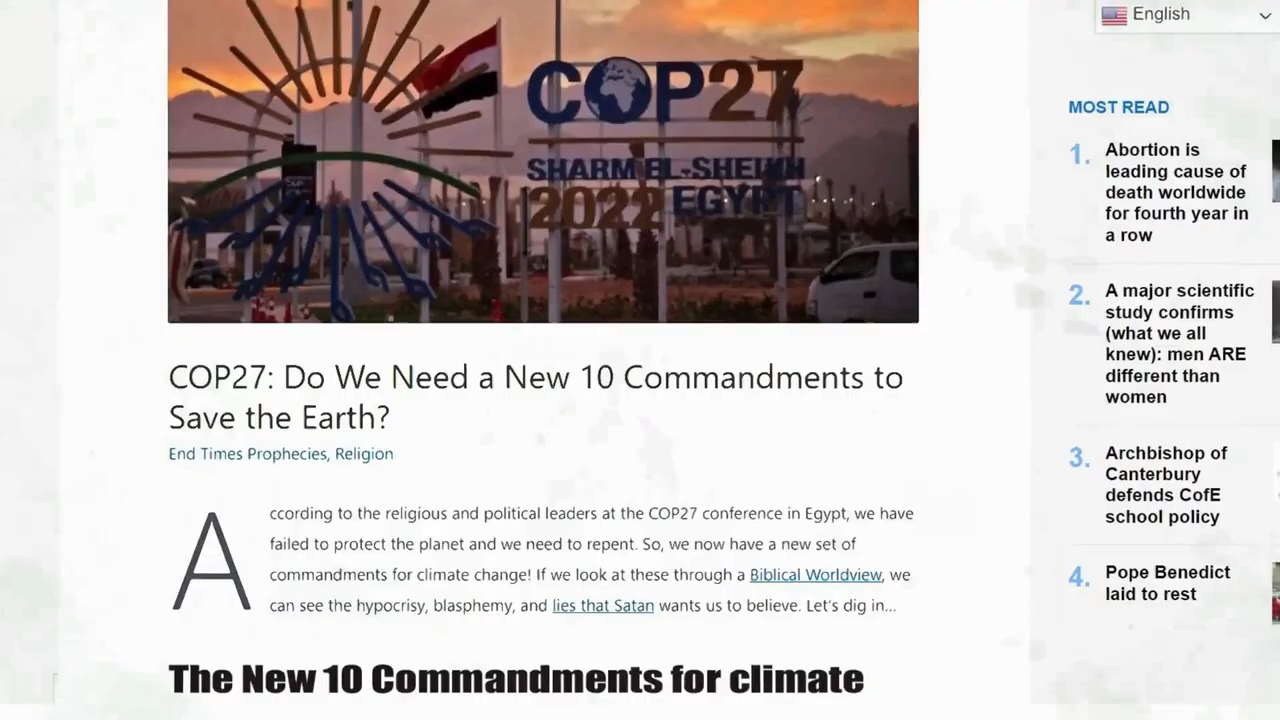 English
COP27
SHARM EL-SHEIKH
2022 EGYPT
COP27: Do We Need a New 10 Commandments to
Save the Earth?
End Times Prophecies, Religion
According to the religious and political leaders at the COP27 conference in Egypt, we have
failed to protect the planet and we need to repent. So, we now have a new set of
commandments for climate change! If we look at these through a Biblical Worldview, we
can see the hypocrisy, blasphemy, and lies that Satan wants us to believe. Let's dig in...
The New 10 Commandments for climate
MOST READ
1. Abortion is
leading cause of
death worldwide
for fourth year in
a row
2. A major scientific
study confirms
(what we all
knew): men ARE
different than
women
3. Archbishop of
Canterbury
defends CofE
school policy
4. Pope Benedict
laid to rest